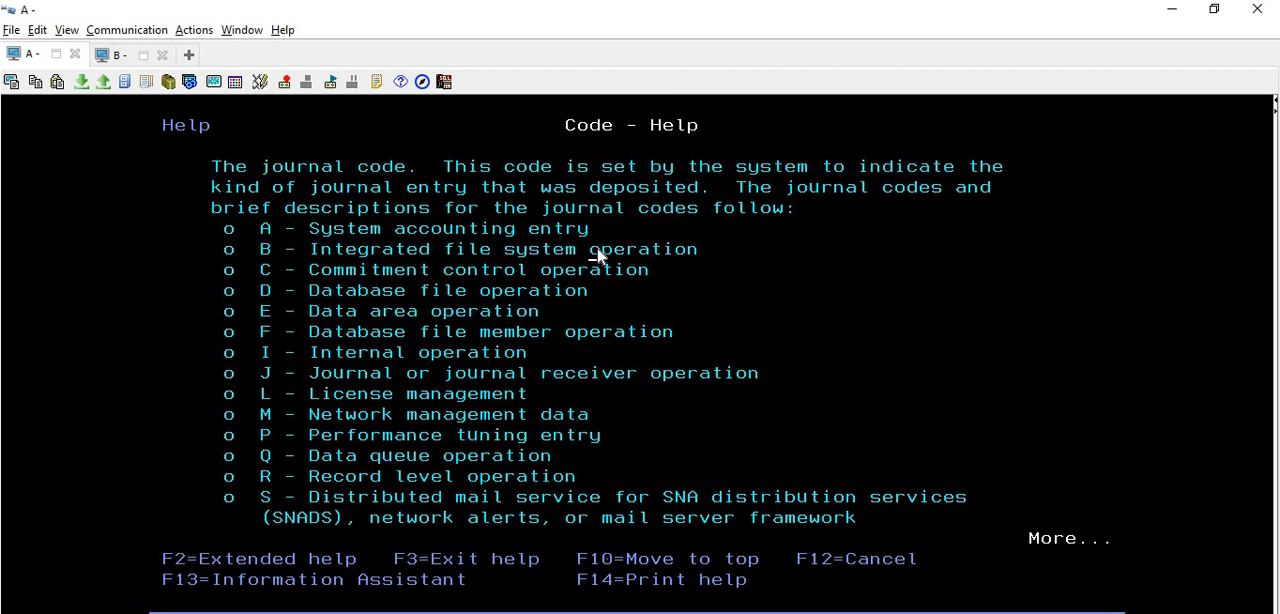 A -
File Edit View Communication Actions Window Help
A - B -
Help Code - Help
The journal code. This code is set by the system to indicate the
kind of journal entry that was deposited. The journal codes and
brief descriptions for the journal codes follow:
o A - System accounting entry
o B - Integrated file system operation
o C - Commitment control operation
o D - Database file operation
o E - Data area operation
o F - Database file member operation
o I - Internal operation
o J - Journal or journal receiver operation
o L - License management
o M - Network management data
o P - Performance tuning entry
o Q - Data queue operation
o R - Record level operation
o S - Distributed mail service for SNA distribution services
(SNADS), network alerts, or mail server framework
More...
F2=Extended help F3=Exit help F10=Move to top F12=Cancel
F13=Information Assistant F14=Print help